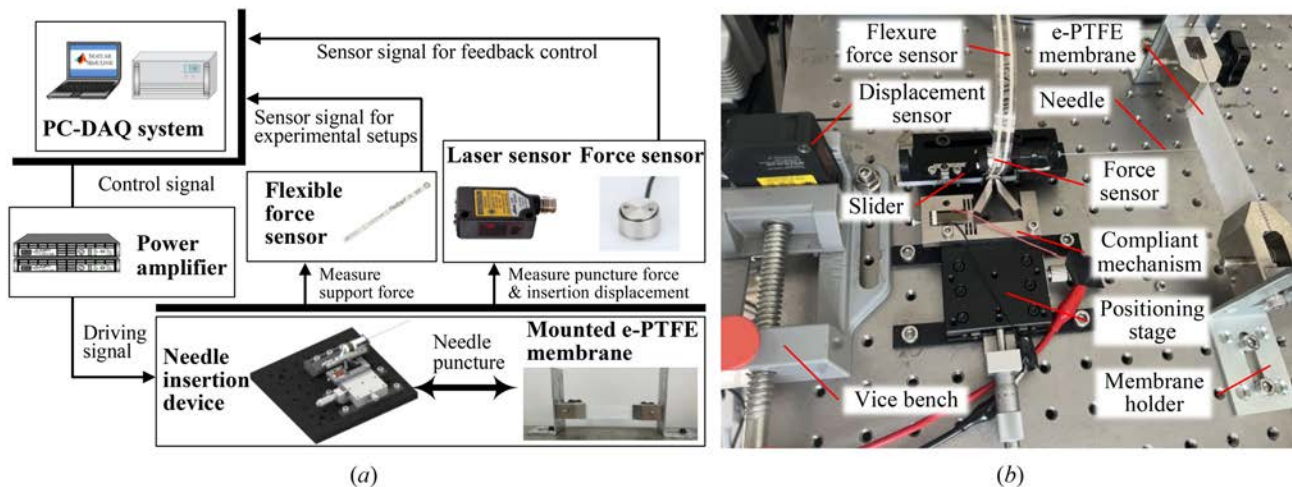 Sensor signal for feedback control
MATLAB
SIMULINK
PC-DAQ system
Sensor signal for
experimental setups
Control signal
Laser sensor
Force sensor
Flexible
force
sensor
Power
amplifier
Measure
support force
Measure puncture force
& insertion displacement
Driving
signal
Needle
insertion
device
Needle
puncture
Mounted e-PTFE
membrane
(a)
Flexure
force sensor
e-PTFE
membrane
Displacement
sensor
Needle
Slider
Force
sensor
Compliant
mechanism
Positioning
stage
Vice bench
Membrane
holder
(b)